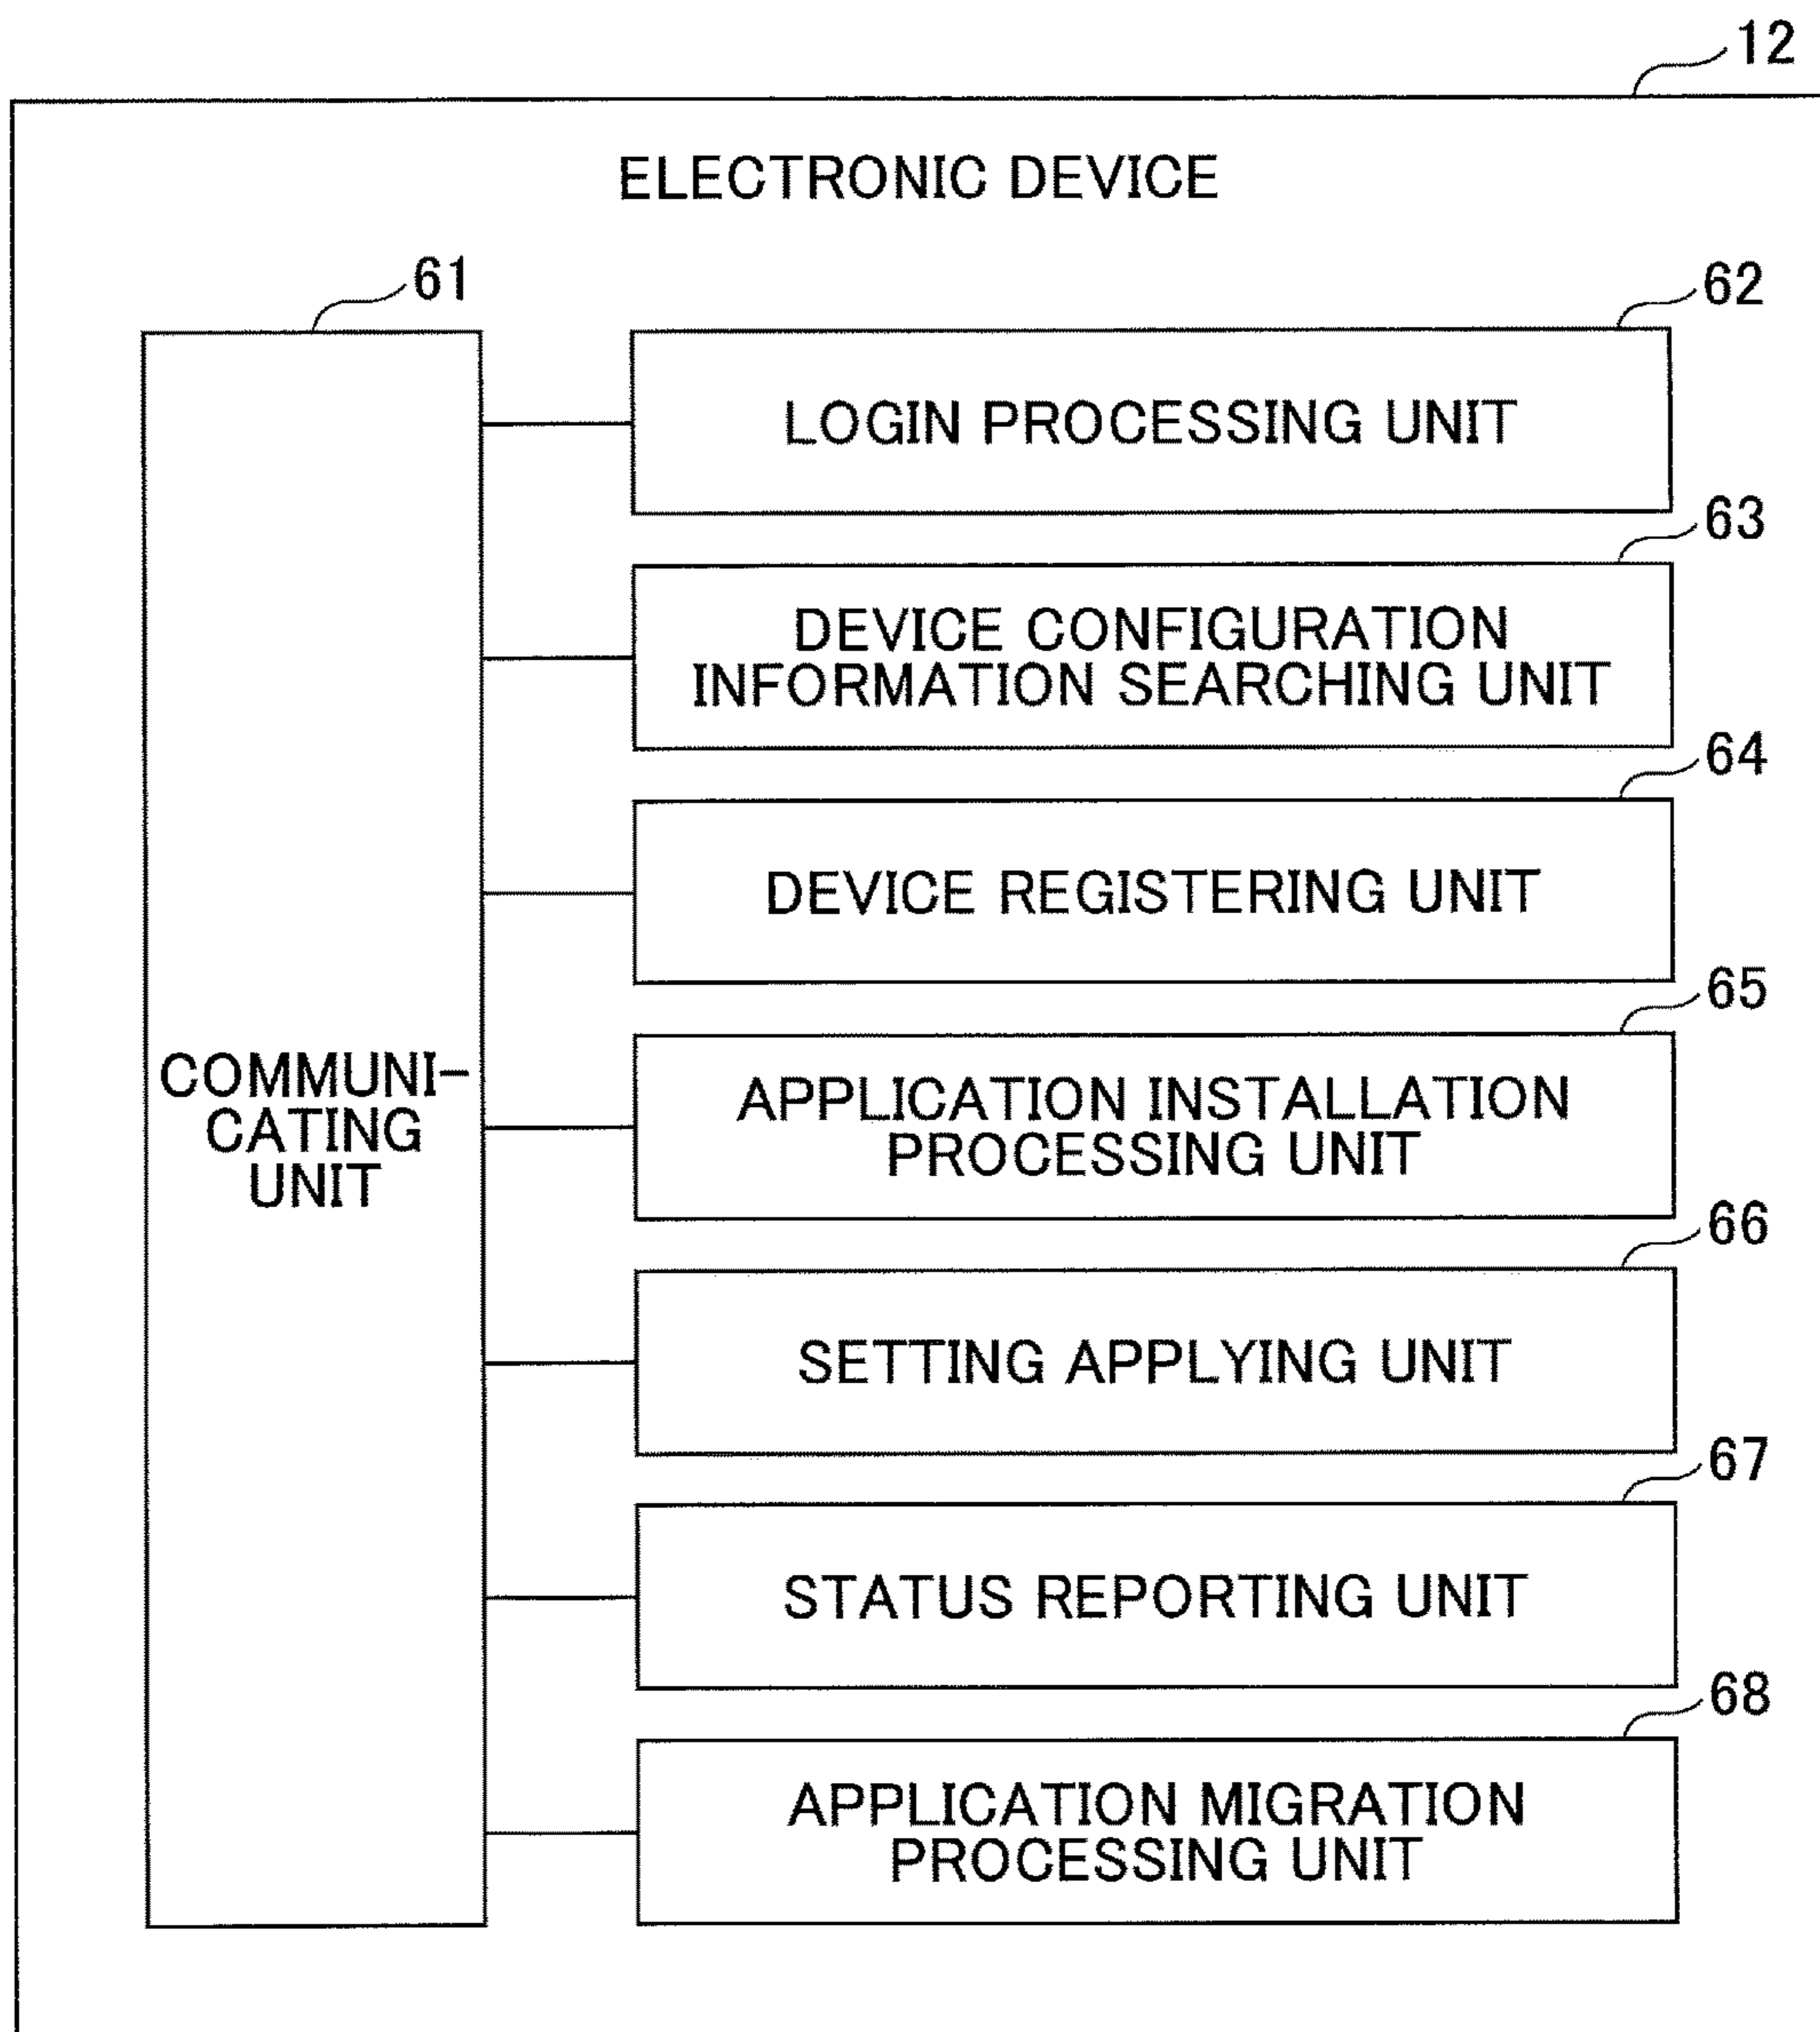 12
ELECTRONIC DEVICE
61
COMMUNI-
CATING
UNIT
62
LOGIN PROCESSING UNIT
63
DEVICE CONFIGURATION
INFORMATION SEARCHING UNIT
64
DEVICE REGISTERING UNIT
65
APPLICATION INSTALLATION
PROCESSING UNIT
66
SETTING APPLYING UNIT
67
STATUS REPORTING UNIT
68
APPLICATION MIGRATION
PROCESSING UNIT